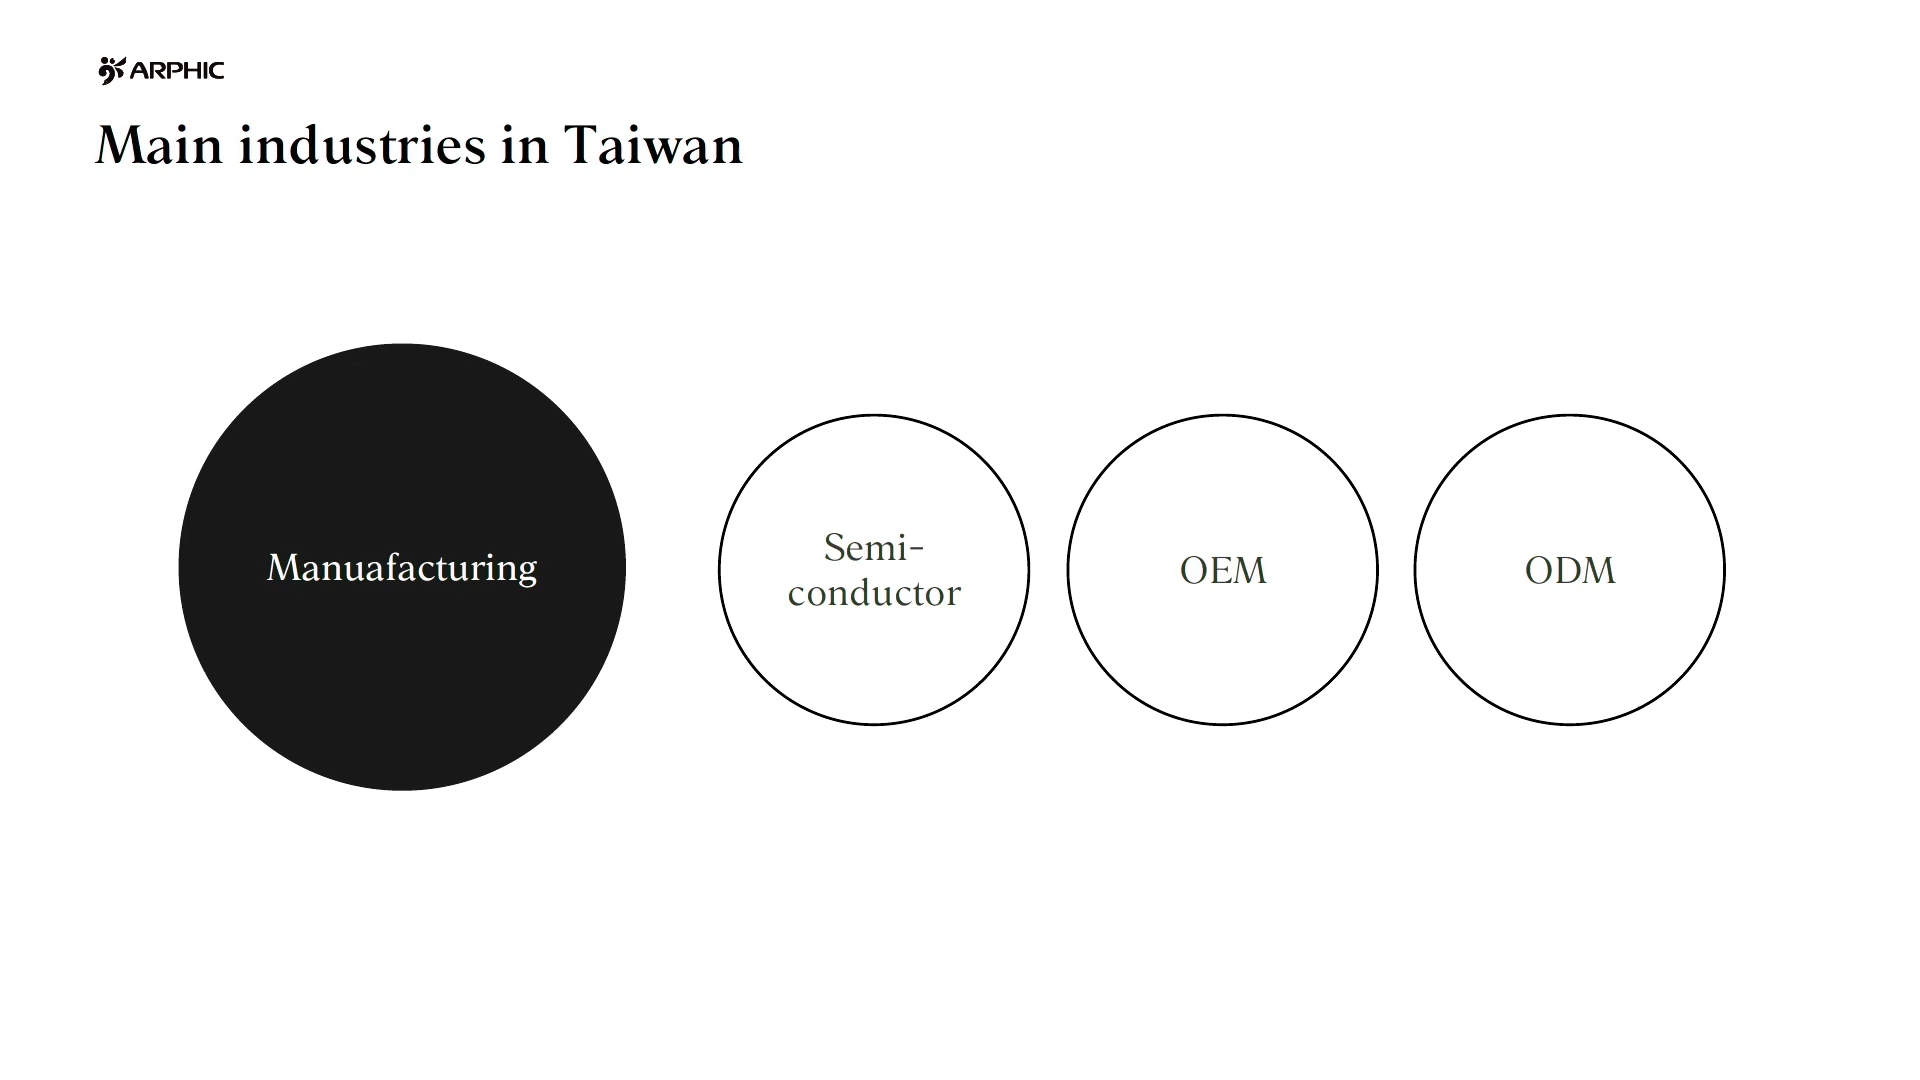 ARPHIC
Main industries in Taiwan
Manuafacturing
Semi-
conductor
OEM
ODM